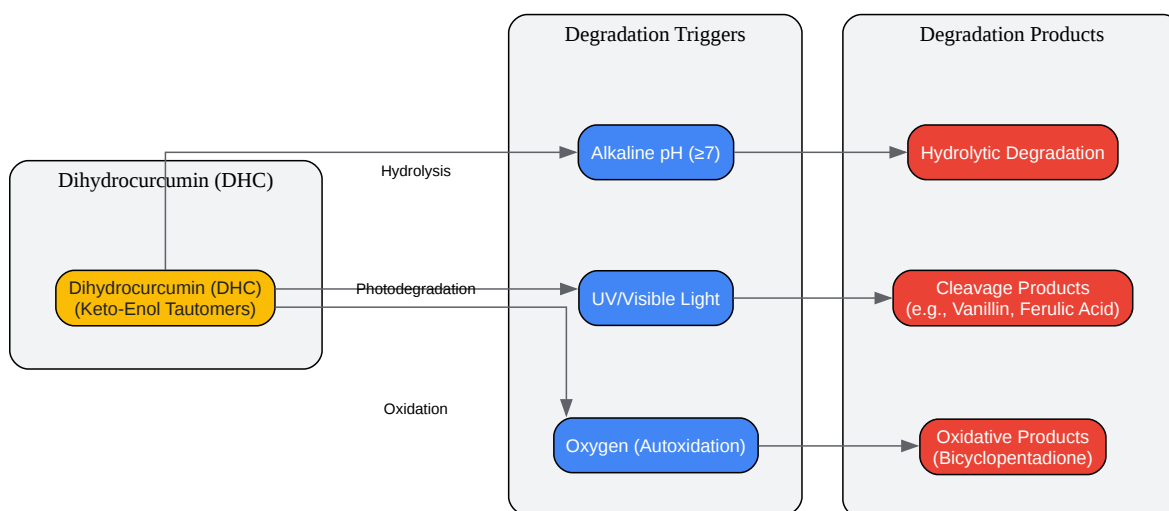 Degradation Triggers
Degradation Products
Alkaline pH (≥7)
Hydrolytic Degradation
Hydrolysis
Dihydrocurcumin (DHC)
Dihydrocurcumin (DHC)
(Keto-Enol Tautomers)
Photodegradation
UV/Visible Light
Cleavage Products
(e.g., Vanillin, Ferulic Acid)
Oxidation
Oxygen (Autoxidation)
Oxidative Products
(Bicyclopentadione)